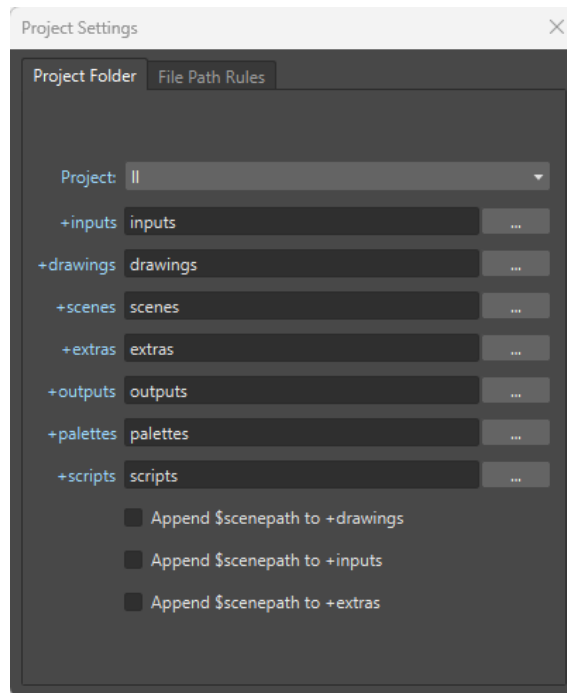 Project Settings
Project Folder File Path Rules
Project: ll
+inputs inputs ...
+drawings drawings ...
+scenes scenes ...
+extras extras ...
+outputs outputs ...
+palettes palettes ...
+scripts scripts ...
Append $scenepath to +drawings
Append $scenepath to +inputs
Append $scenepath to +extras